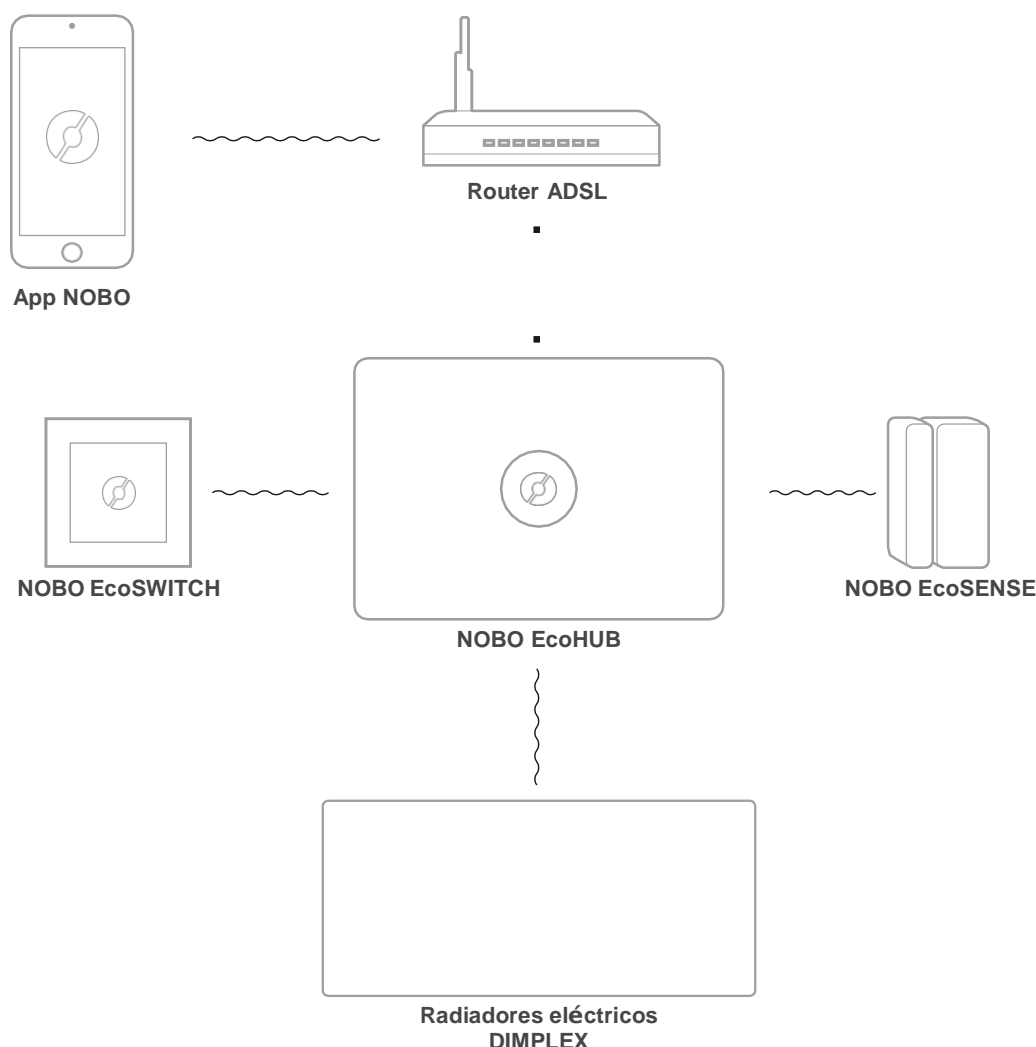 Router ADSL
App NOBO
NOBO EcoSWITCH
NOBO EcoSENSE
NOBO EcoHUB
Radiadores eléctricos
DIMPLEX